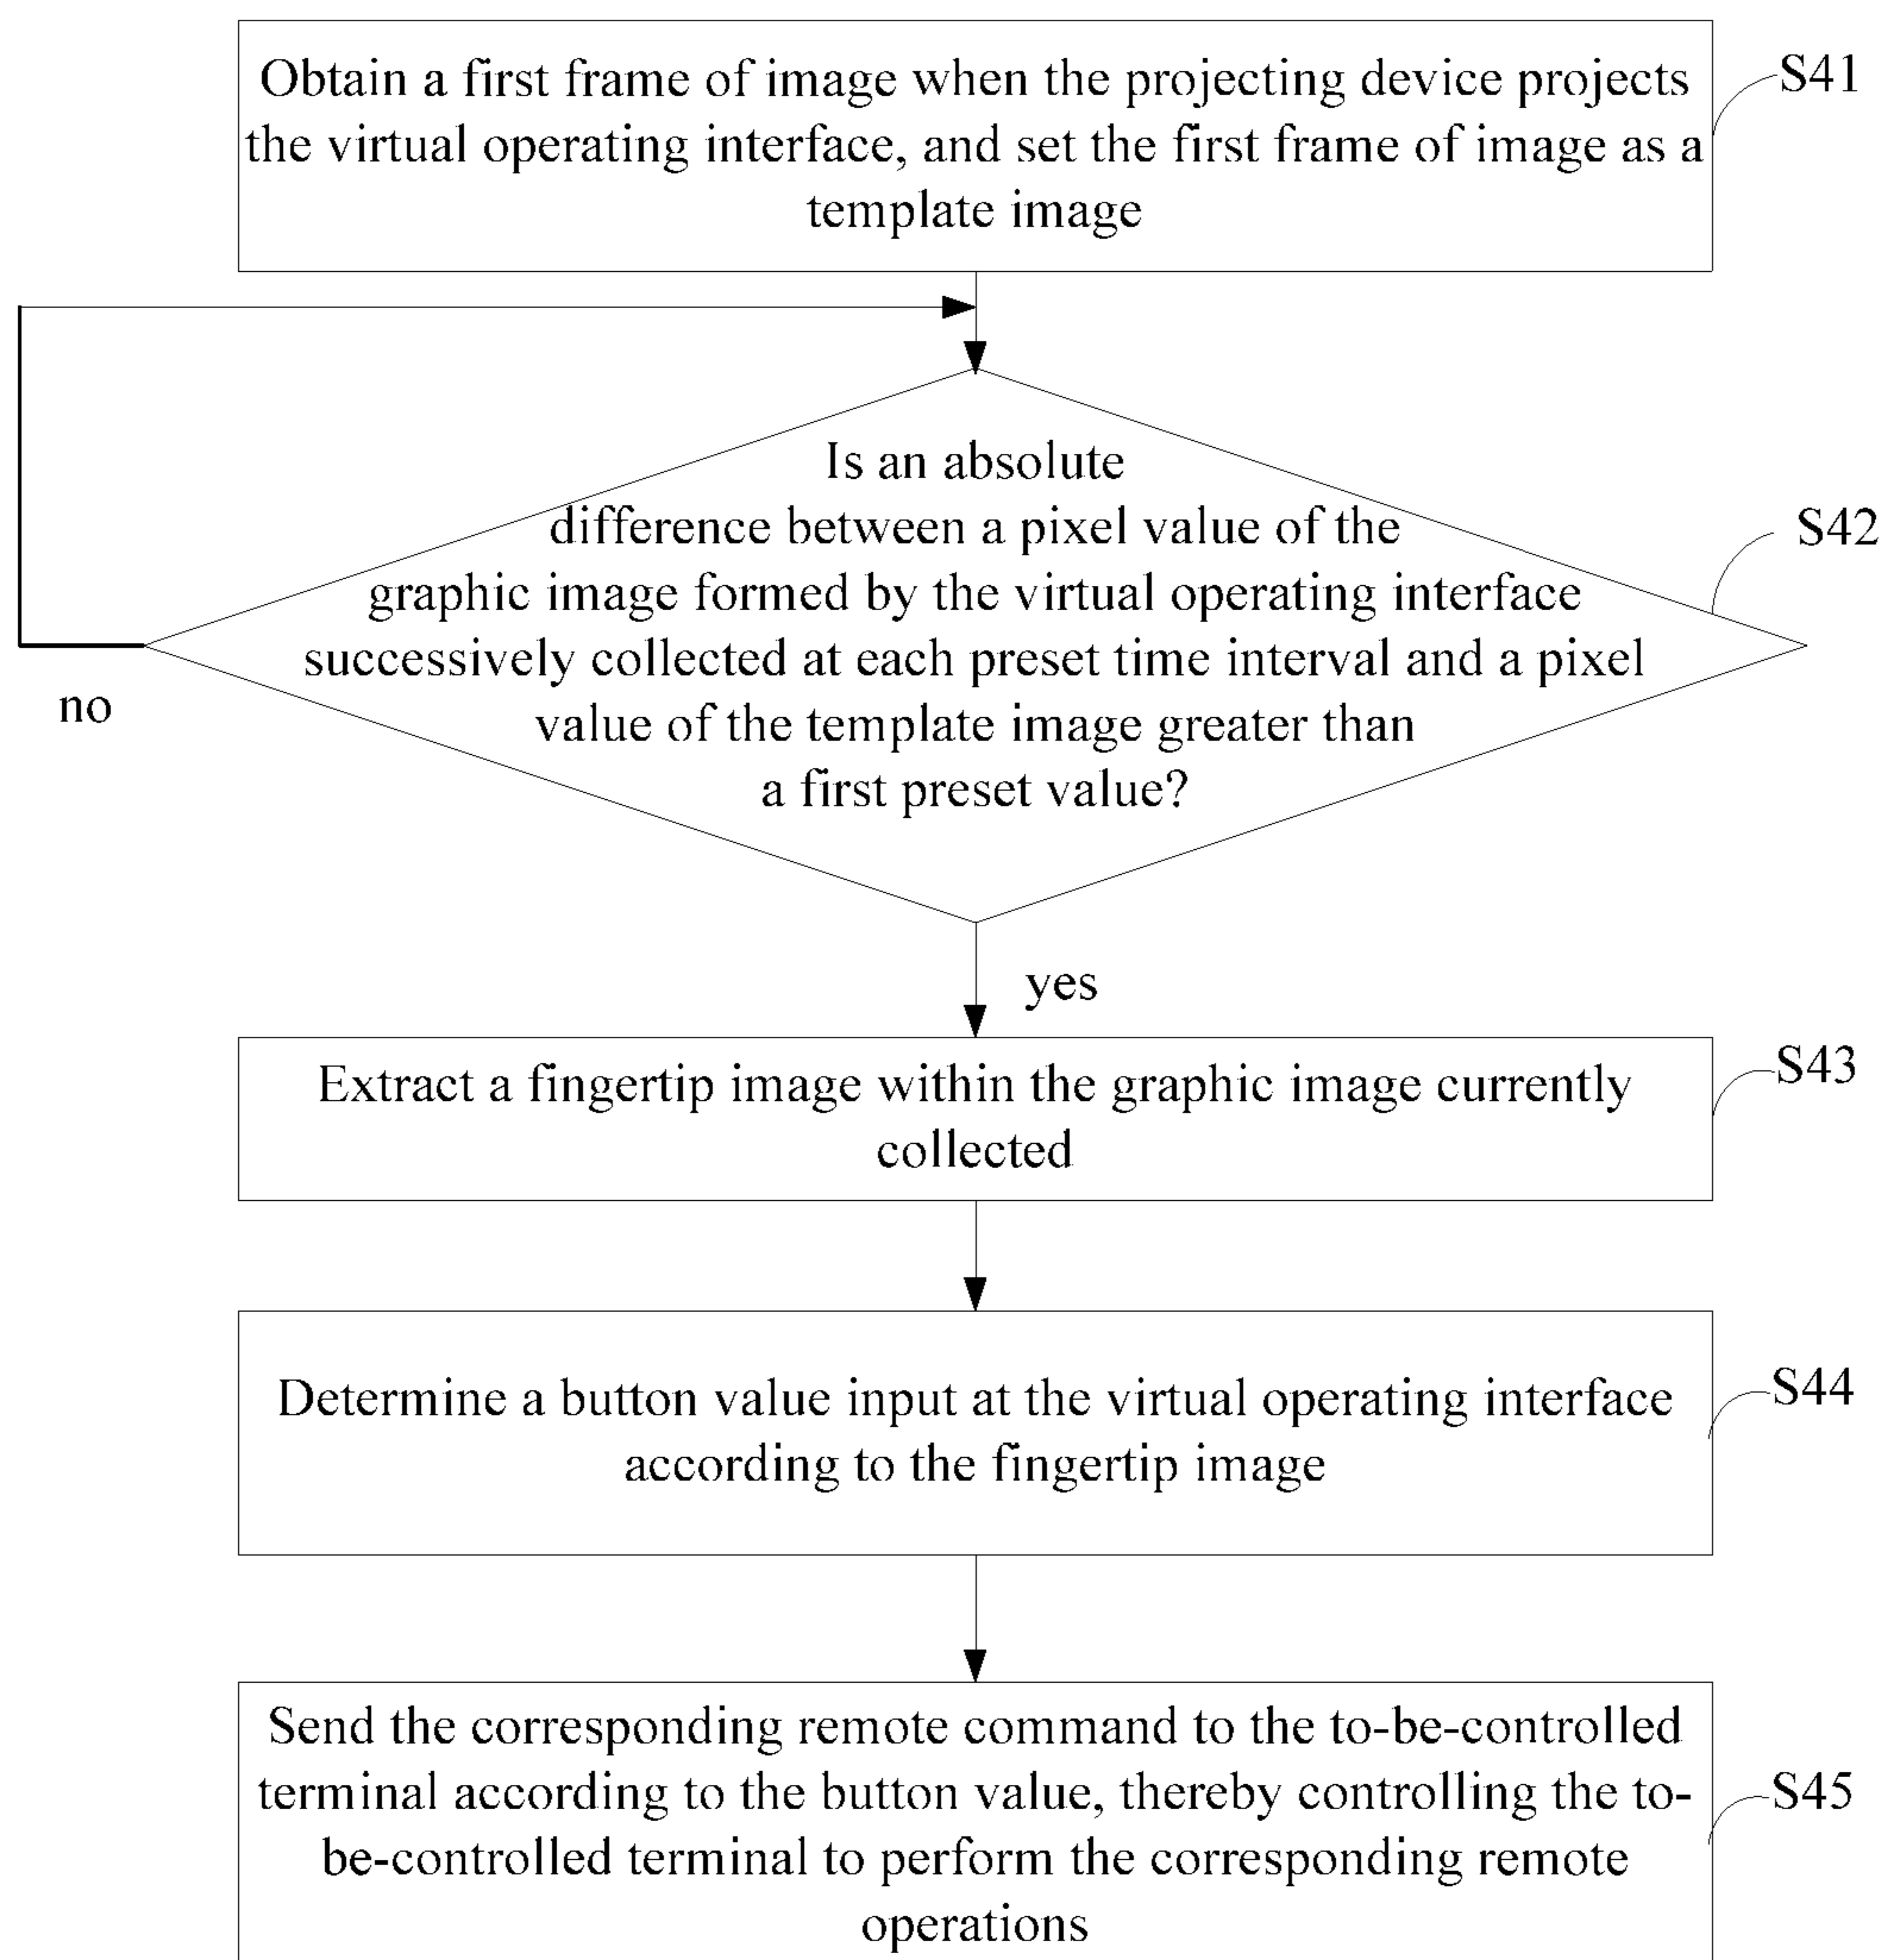 Obtain a first frame of image when the projecting device projects
the virtual operating interface, and set the first frame of image as a
template image
S41
Is an absolute
difference between a pixel value of the
graphic image formed by the virtual operating interface
successively collected at each preset time interval and a pixel
value of the template image greater than
a first preset value?
S42
no
yes
Extract a fingertip image within the graphic image currently
collected
S43
Determine a button value input at the virtual operating interface
according to the fingertip image
S44
Send the corresponding remote command to the to-be-controlled
terminal according to the button value, thereby controlling the to-
be-controlled terminal to perform the corresponding remote
operations
S45